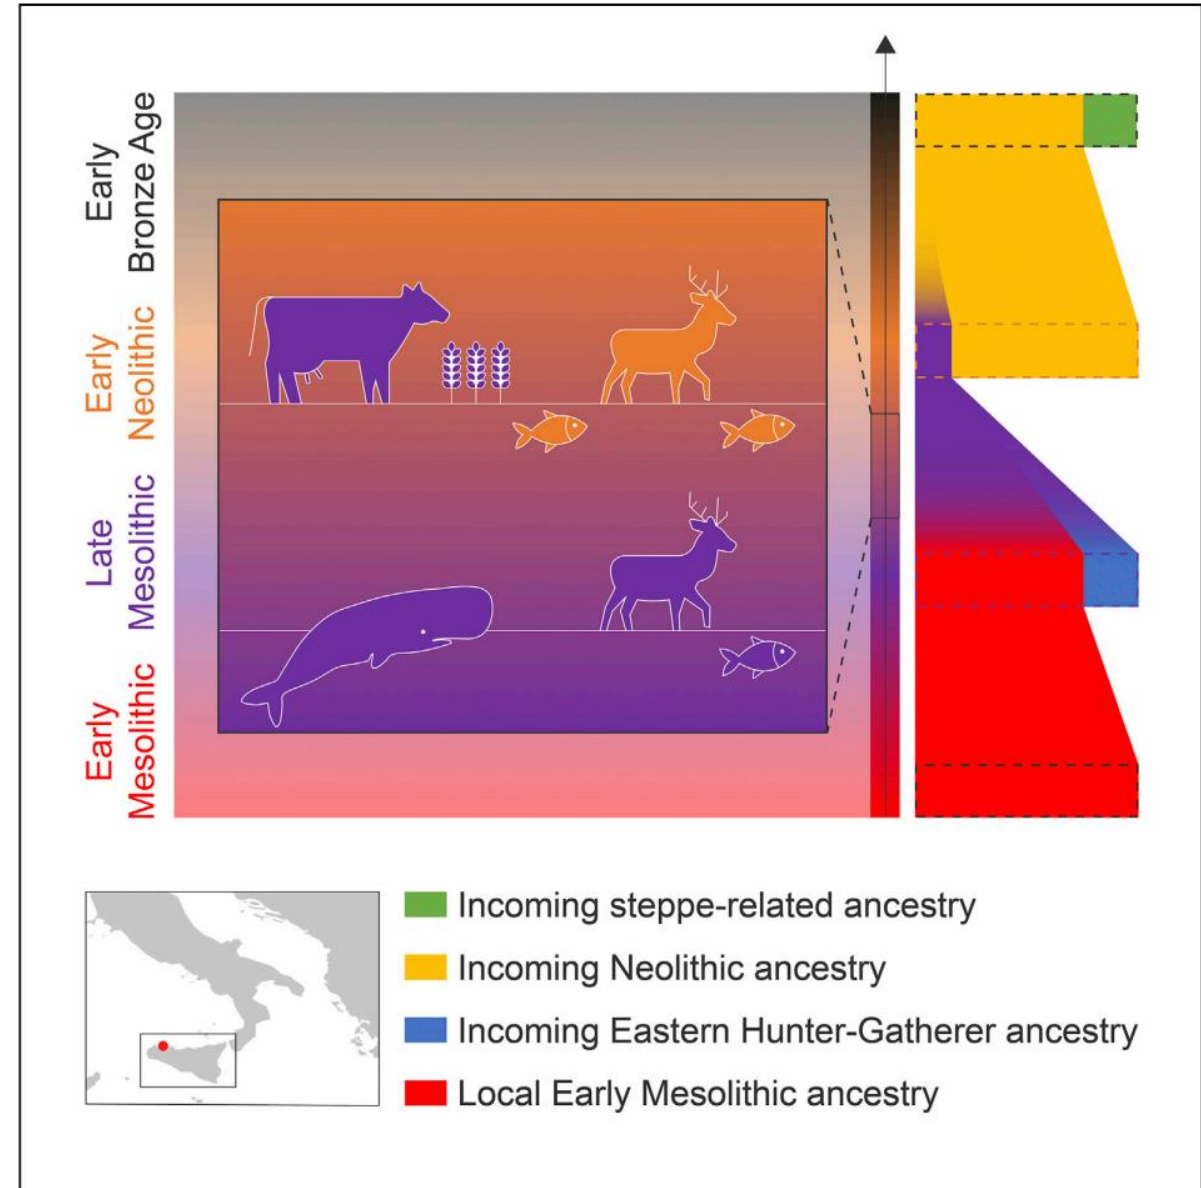 Early
Bronze Age
Early
Neolithic
Late
Mesolithic
Early
Mesolithic
Incoming steppe-related ancestry
Incoming Neolithic ancestry
Incoming Eastern Hunter-Gatherer ancestry
Local Early Mesolithic ancestry